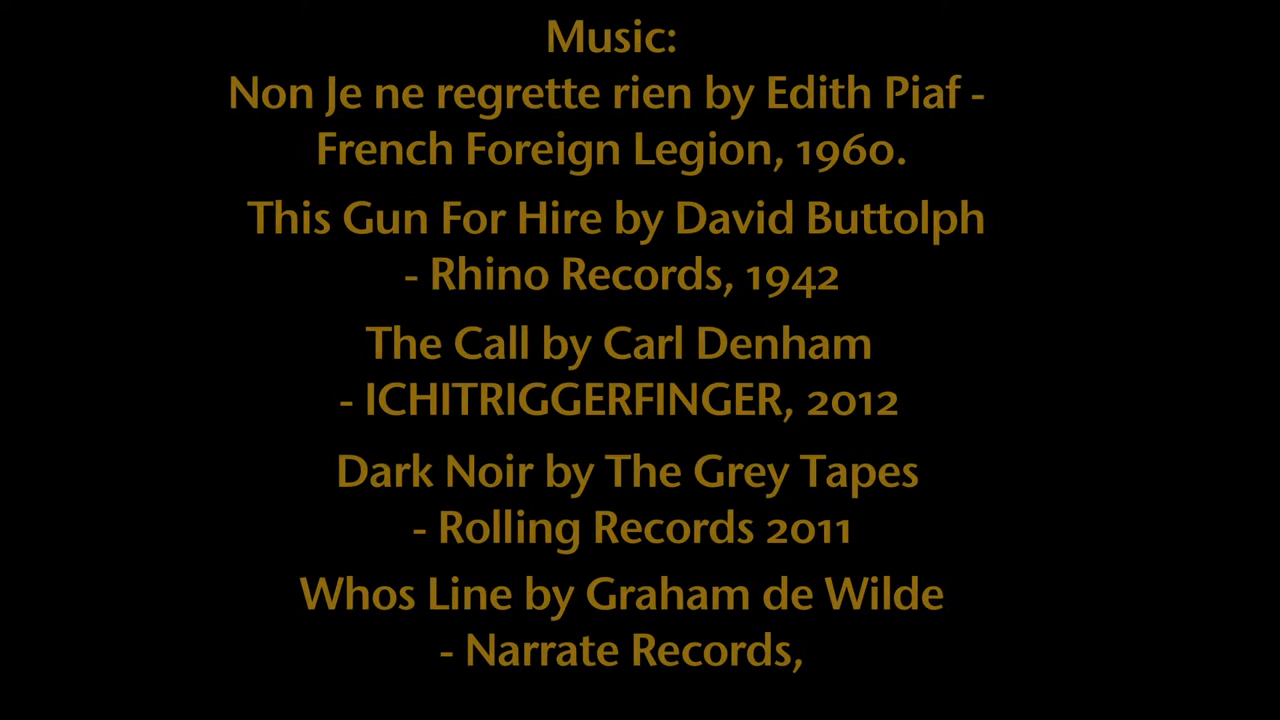 Music:
Non Je ne regrette rien by Edith Piaf -
French Foreign Legion, 1960.
This Gun For Hire by David Buttolph
- Rhino Records, 1942
The Call by Carl Denham
- ICHITRIGGERFINGER, 2012
Dark Noir by The Grey Tapes
- Rolling Records 2011
Whos Line by Graham de Wilde
- Narrate Records,